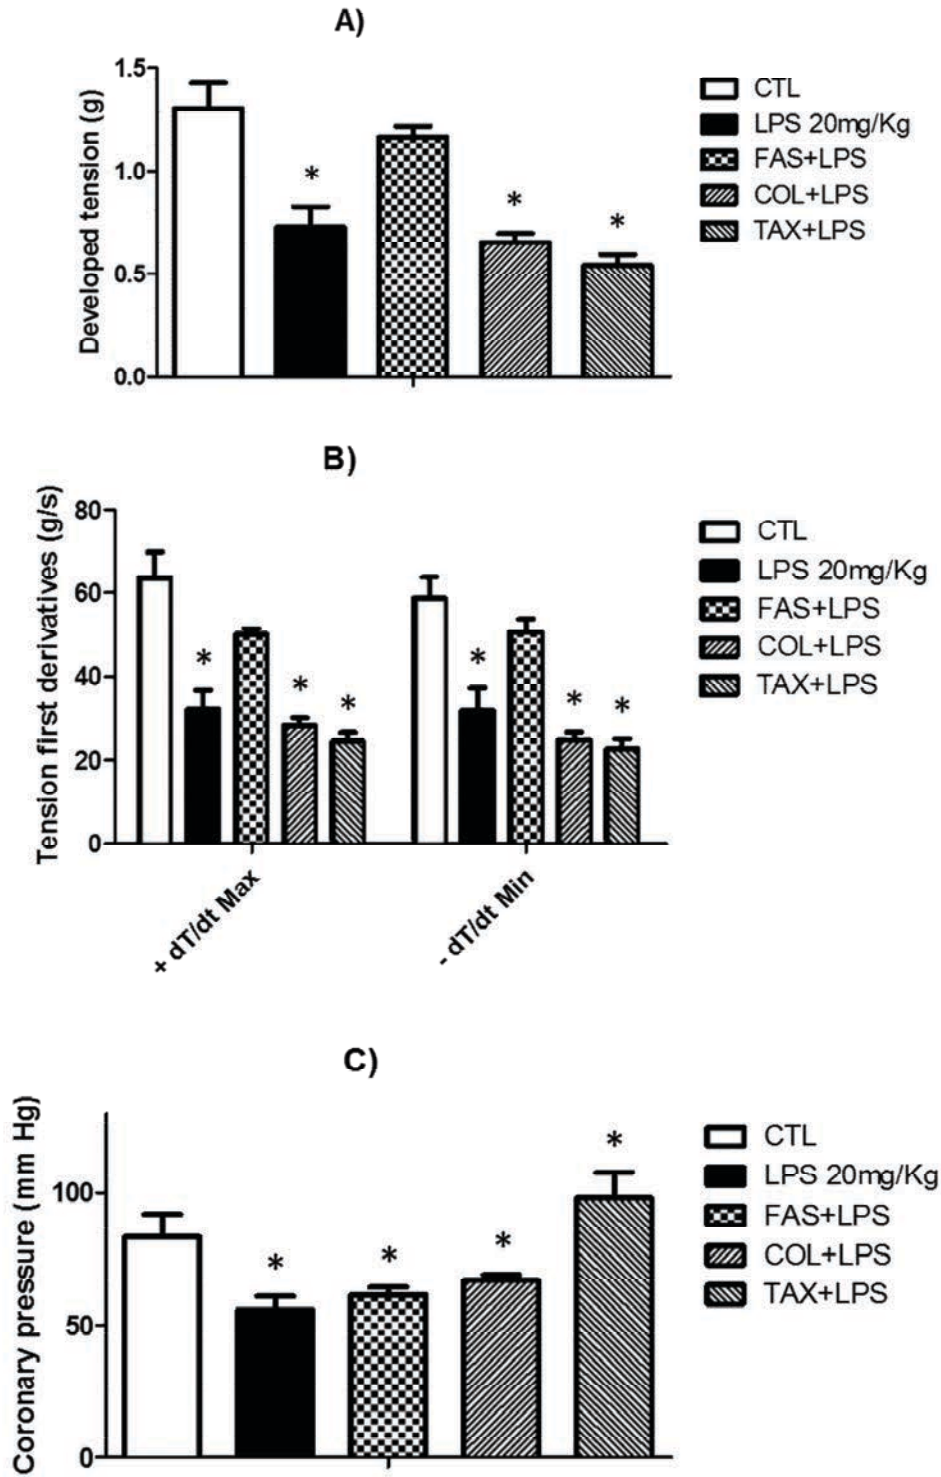 A)
Developed tension (g)
1.5
1.0
0.5
0.0
*
*
*
CTL
LPS 20mg/Kg
FAS+LPS
COL+LPS
TAX+LPS
B)
Tension first derivatives (g/s)
80
60
40
20
0
*
*
*
*
*
*
+ dT/dt Max
- dT/dt Min
CTL
LPS 20mg/Kg
FAS+LPS
COL+LPS
TAX+LPS
C)
Coronary pressure (mm Hg)
100
50
0
*
*
*
*
CTL
LPS 20mg/Kg
FAS+LPS
COL+LPS
TAX+LPS